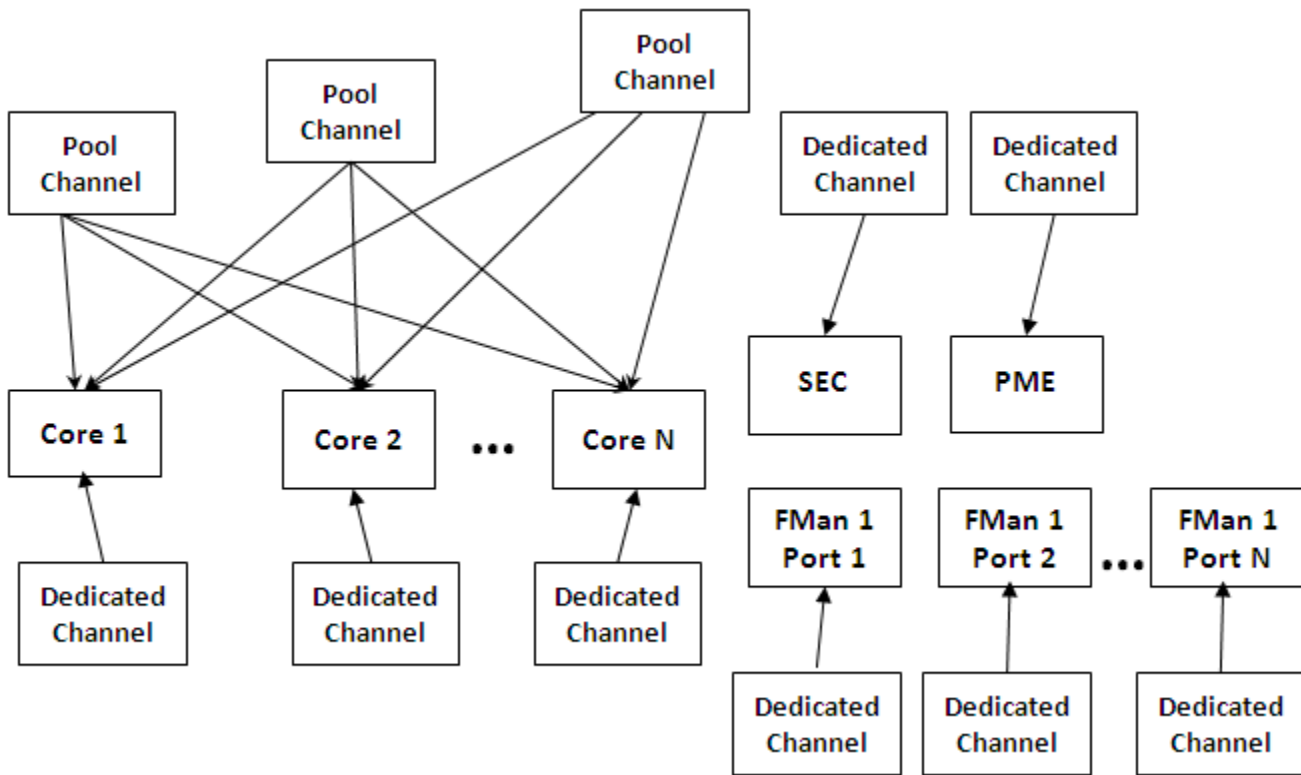 Pool
Channel
Pool
Channel
Pool
Channel
Dedicated
Channel
Dedicated
Channel
SEC
PME
Core 1
Core 2
...
Core N
FMan 1
Port 1
FMan 1
Port 2
...
FMan 1
Port N
Dedicated
Channel
Dedicated
Channel
Dedicated
Channel
Dedicated
Channel
Dedicated
Channel
Dedicated
Channel